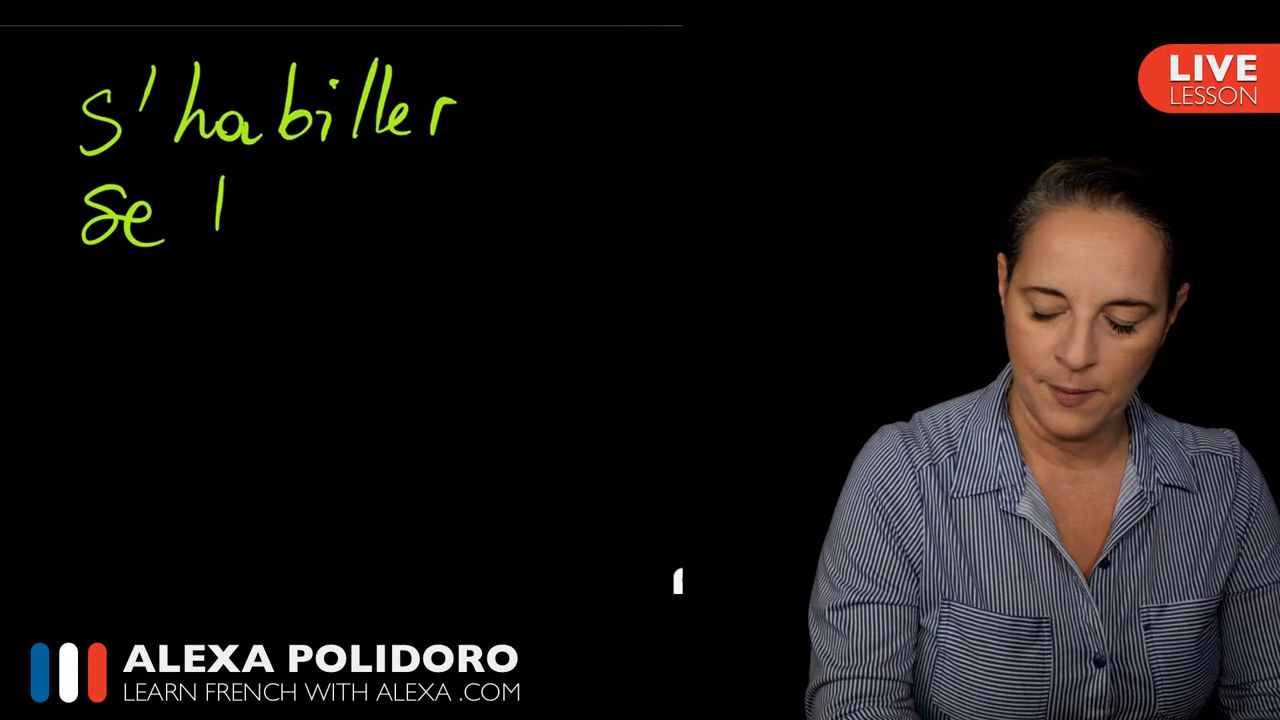 s'habiller
se
LIVE
LESSON
ALEXA POLIDORO
LEARN FRENCH WITH ALEXA .COM